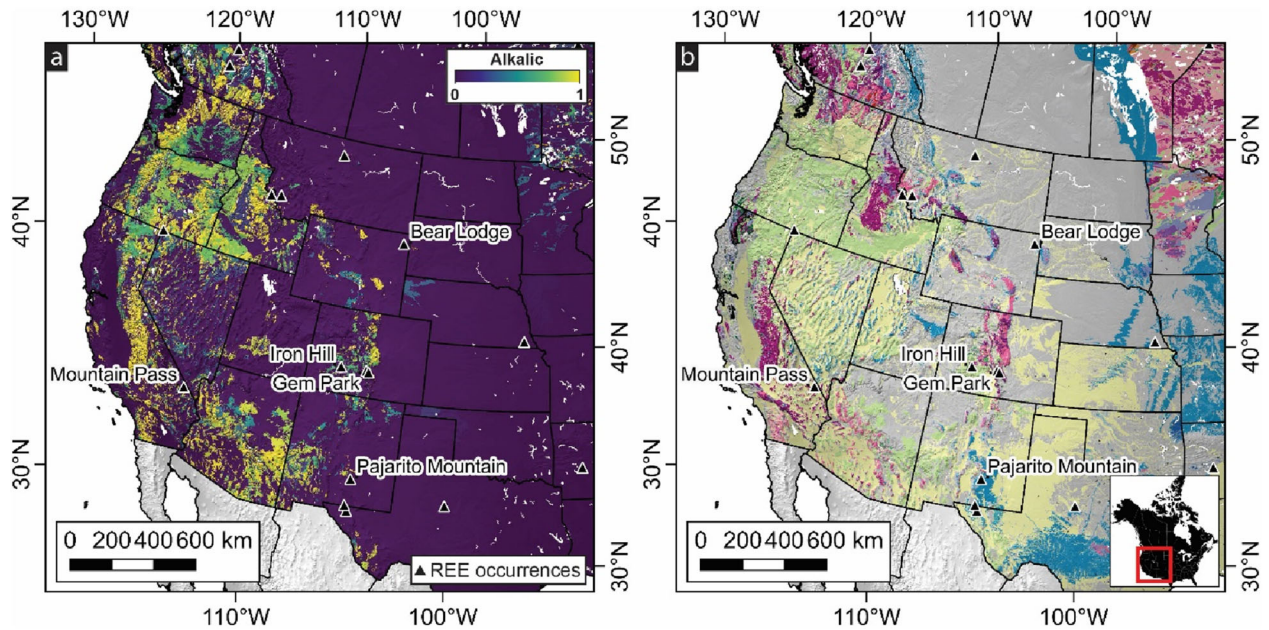 130°W 120°W 110°W 100°W
a
Alkalic
0 1
50°N
40°N
Bear Lodge
Iron Hill
40°N
Gem Park
Mountain Pass
30°N
Pajarito Mountain
0 200 400 600 km
REE occurrences
30°N
110°W 100°W
130°W 120°W 110°W 100°W
b
50°N
40°N
Bear Lodge
Iron Hill
40°N
Gem Park
Mountain Pass
30°N
Pajarito Mountain
0 200 400 600 km
30°N
110°W 100°W